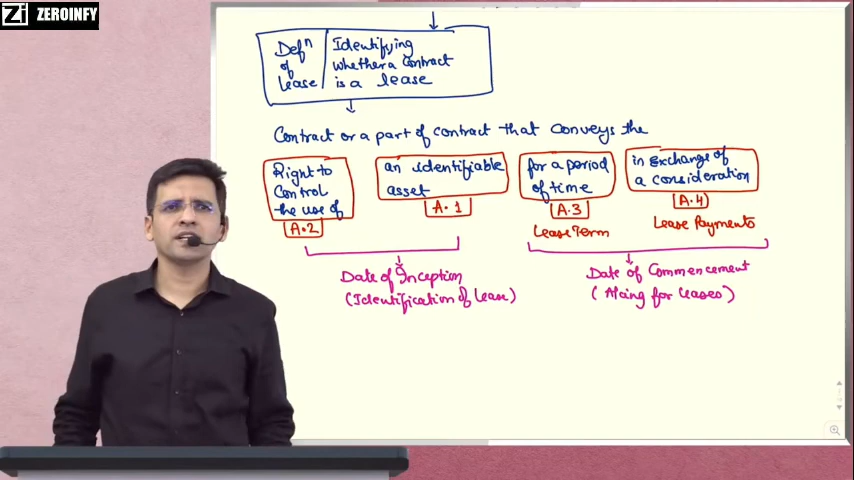 Zi ZEROINFY
Defⁿ
of
Lease
Identifying
whether a Contract
is a lease
Contract or a part of contract that conveys the
Right to
Control
the use of
A.2
an identifiable
asset
A.1
for a period
of time
A.3
Lease Term
in Exchange of
a consideration
A.4
Lease Payments
Date of Inception
(Identification of Lease)
Date of Commencement
(A/cing for leases)